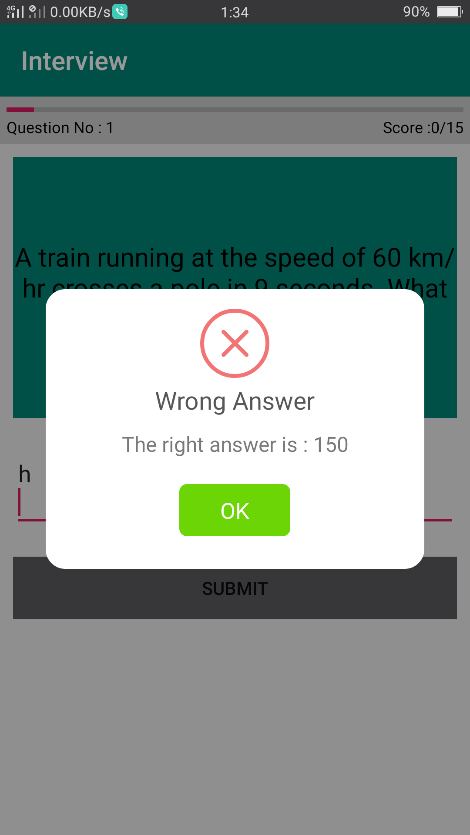 4G 0.00KB/s 1:34 90%
Interview
Question No : 1 Score :0/15
A train running at the speed of 60 km/
hr crosses a pole in 9 seconds. What
Wrong Answer
The right answer is : 150
h
OK
SUBMIT